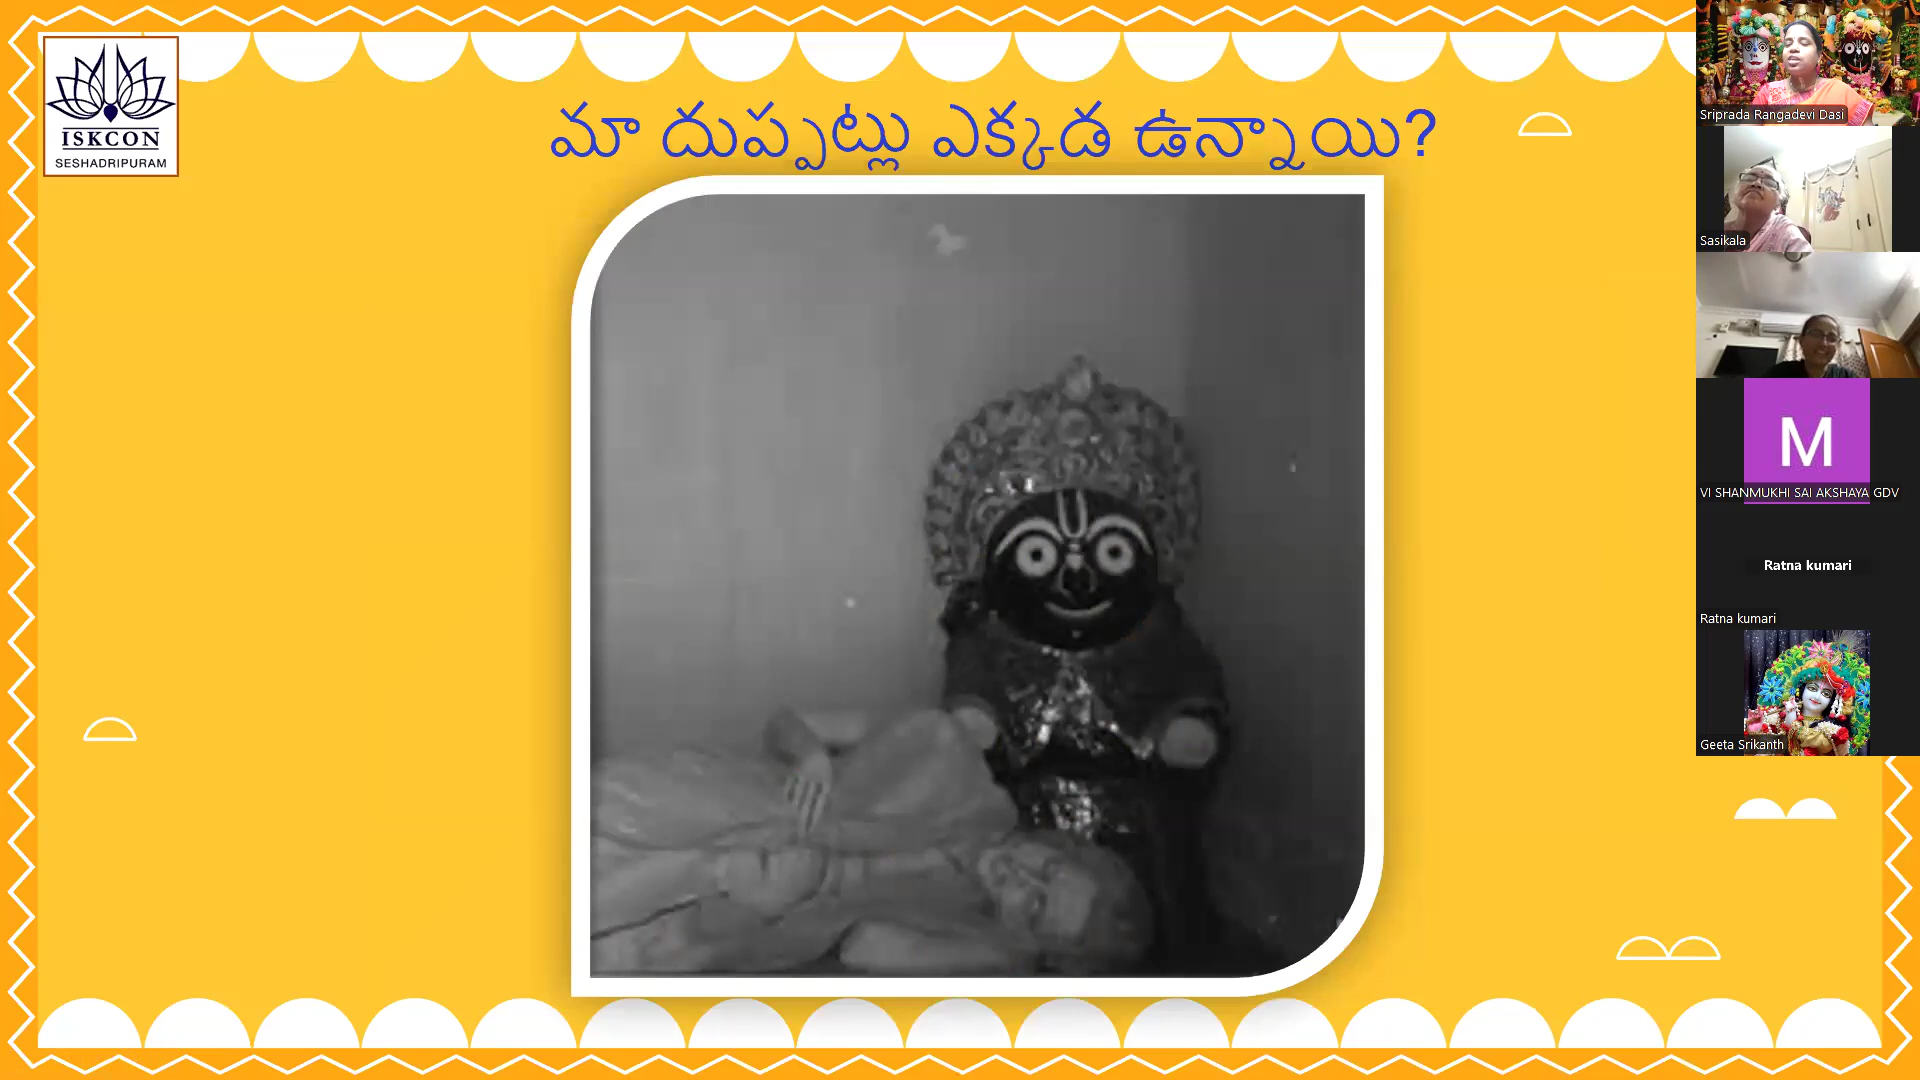 ISKCON
SESHADRIPURAM
మా దుప్పట్లు ఎక్కడ ఉన్నాయి?
Sriprada Rangadevi Dasi
Sasikala
M
VI SHANMUKHI SAI AKSHAYA GDV
Ratna kumari
Ratna kumari
Geeta Srikanth